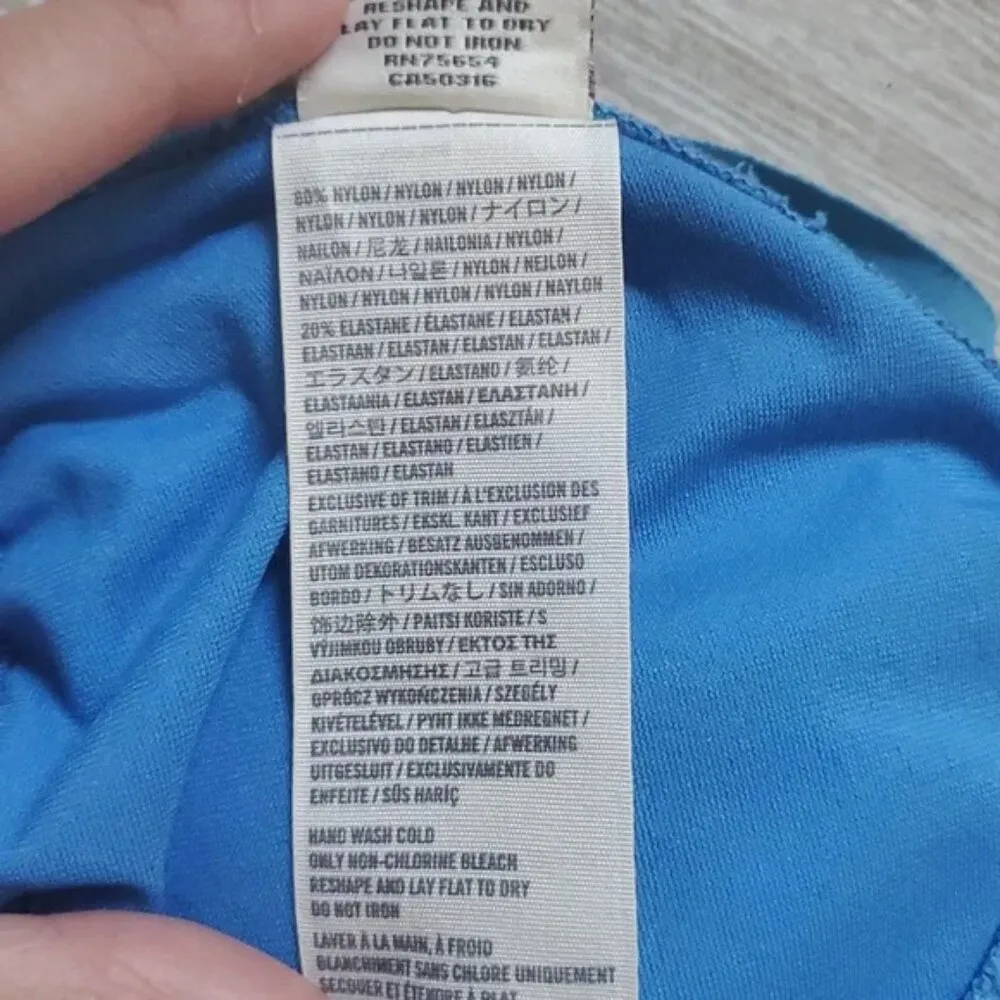 RESHAPE AND
LAY FLAT TO DRY
DO NOT IRON
RN75654
CA50316
80% NYLON / NYLON / NYLON / NYLON /
NYLON / NYLON / NYLON / ナイロン /
NAILON / 尼龙 / NAILONIA / NYLON /
ΝΑΪΛΟΝ / 나일론 / NYLON / NEJLON /
NYLON / NYLON / NYLON / NYLON / NAYLON
20% ELASTANE / ÉLASTANE / ELASTAN /
ELASTAAN / ELASTAN / ELASTAN / ELASTAN /
エラスタン / ELASTANO / 氨纶 /
ELASTAANIA / ELASTAN / ΕΛΑΣΤΑΝΗ /
엘라스탄 / ELASTAN / ELASZTÁN /
ELASTAN / ELASTANO / ELASTIEN /
ELASTANO / ELASTAN
EXCLUSIVE OF TRIM / À L'EXCLUSION DES
GARNITURES / EKSKL. KANT / EXCLUSIEF
AFWERKING / BESATZ AUSGENOMMEN /
UTOM DEKORATIONSKANTEN / ESCLUSO
BORDO / トリムなし / SIN ADORNO /
饰边除外 / PAITSI KORISTE / S
VÝJIMKOU OBRUBY / ΕΚΤΟΣ ΤΗΣ
ΔΙΑΚΟΣΜΗΣΗΣ / 고급 트리밍 /
OPRÓCZ WYKOŃCZENIA / SZEGÉLY
KIVÉTELÉVEL / PYNT IKKE MEDREGNET /
EXCLUSIVO DO DETALHE / AFWERKING
UITGESLUIT / EXCLUSIVAMENTE DO
ENFEITE / SÜS HARİÇ
HAND WASH COLD
ONLY NON-CHLORINE BLEACH
RESHAPE AND LAY FLAT TO DRY
DO NOT IRON
LAVER À LA MAIN, À FROID
BLANCHIMENT SANS CHLORE UNIQUEMENT
SECOUER ET ÉTENDRE À PLAT